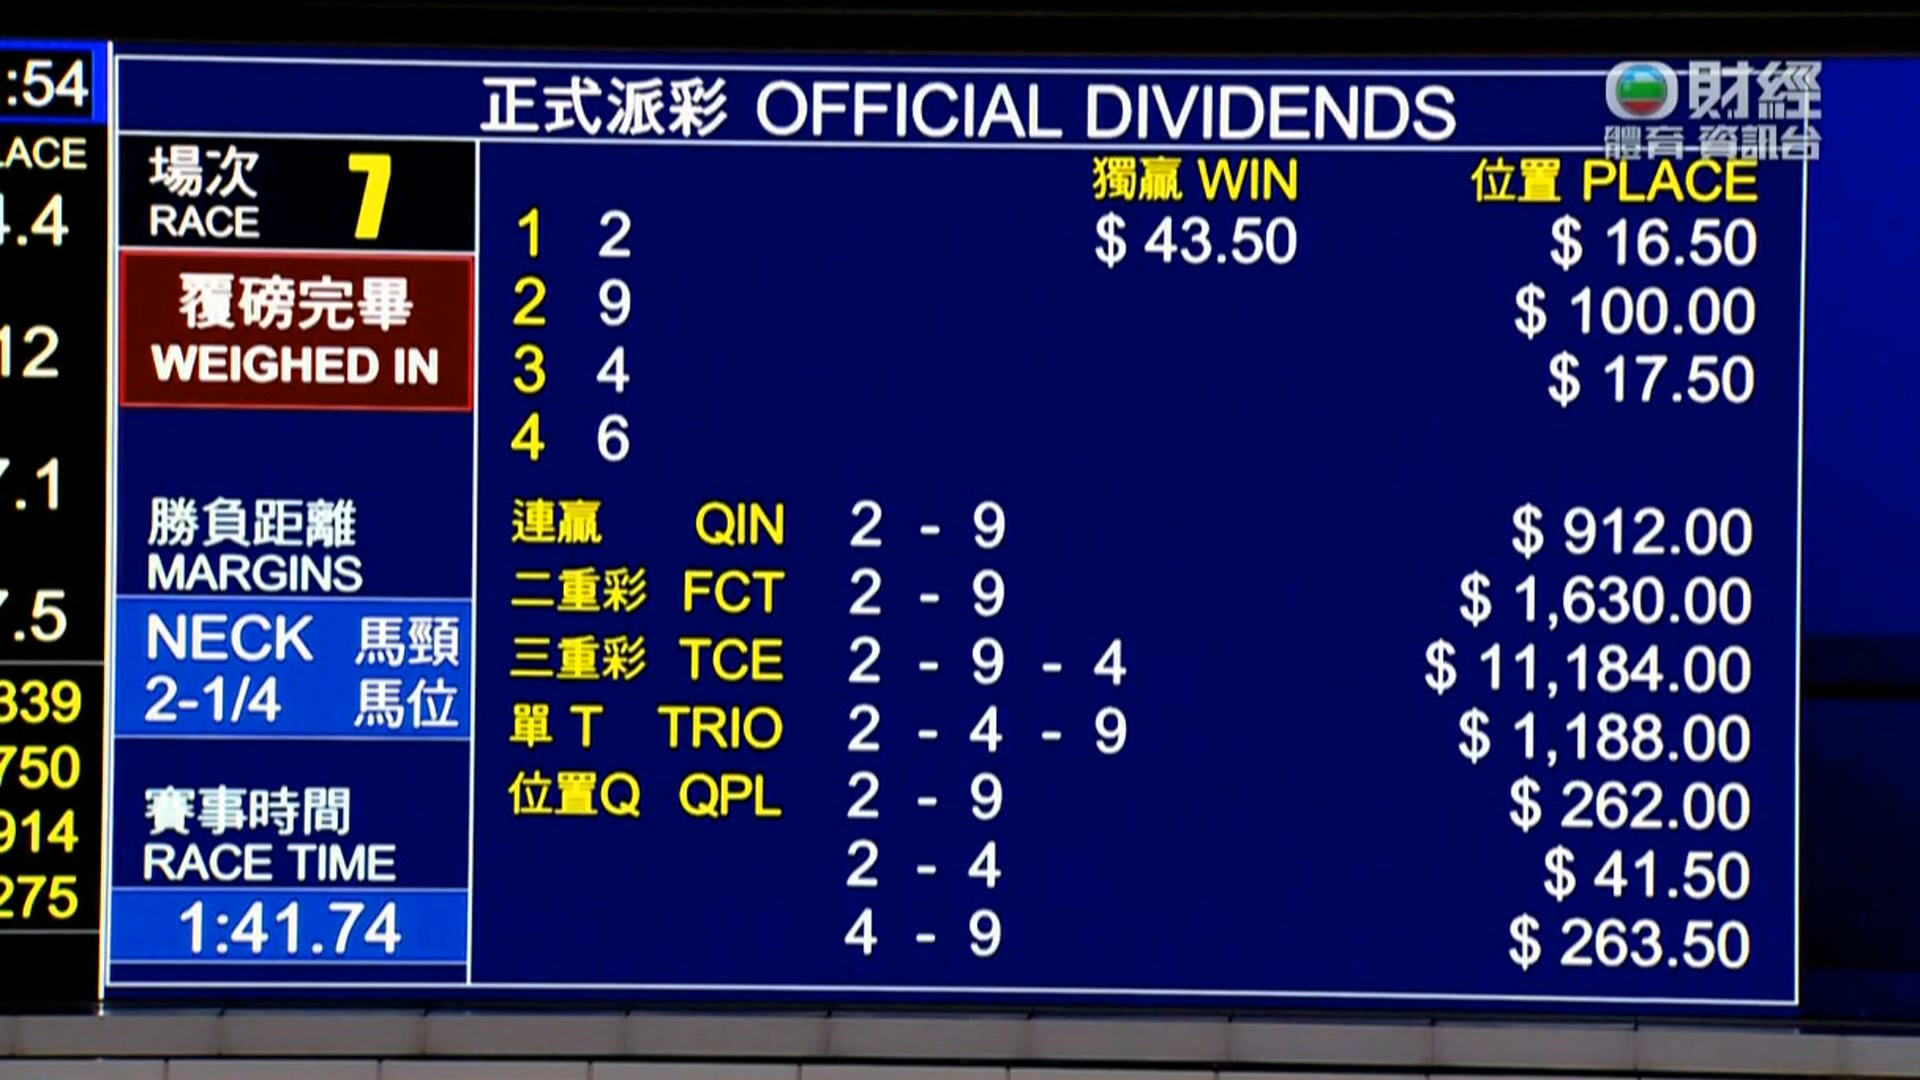 :54
正式派彩 OFFICIAL DIVIDENDS
財經
體育 資訊台
場次
RACE 7
獨贏 WIN 位置 PLACE
1 2 $ 43.50 $ 16.50
2 9 $ 100.00
3 4 $ 17.50
4 6
覆磅完畢
WEIGHED IN
勝負距離
MARGINS
NECK 馬頸
2-1/4 馬位
賽事時間
RACE TIME
1:41.74
連贏 QIN 2 - 9 $ 912.00
二重彩 FCT 2 - 9 $ 1,630.00
三重彩 TCE 2 - 9 - 4 $ 11,184.00
單 T TRIO 2 - 4 - 9 $ 1,188.00
位置Q QPL 2 - 9 $ 262.00
2 - 4 $ 41.50
4 - 9 $ 263.50
12
750
914
275